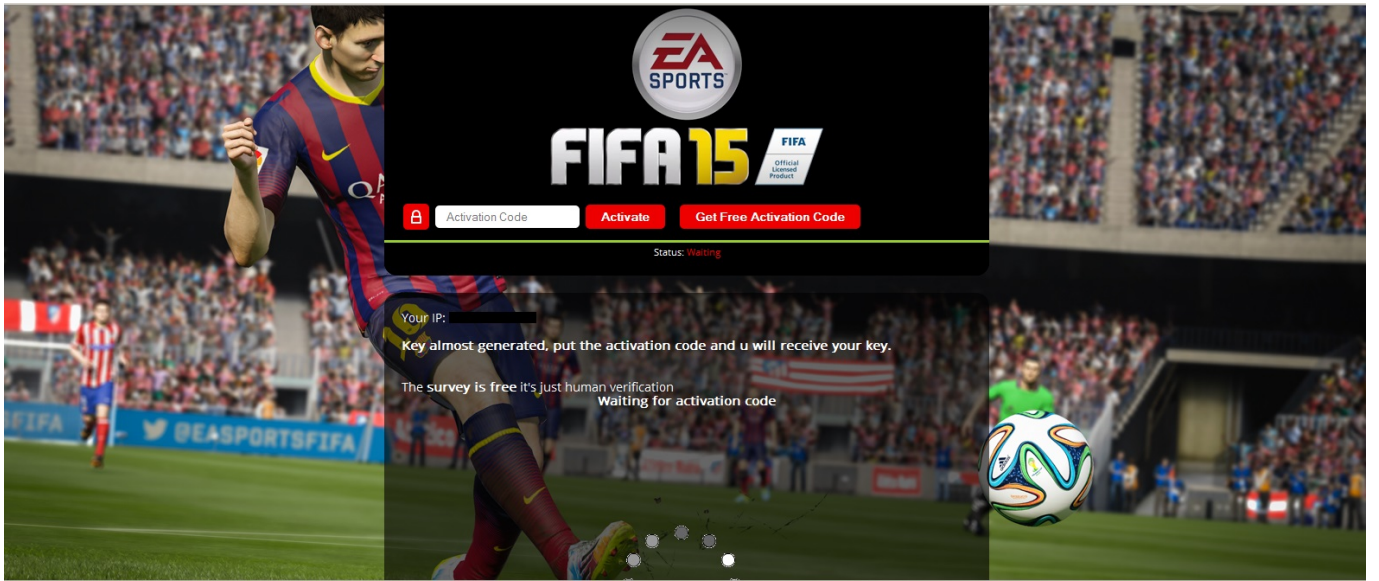 EA
SPORTS
FIFA 15
FIFA
Official
Licensed
Product
Activation Code
Activate
Get Free Activation Code
Status: Waiting
Your IP:
Key almost generated, put the activation code and u will receive your key.
The survey is free it's just human verification
Waiting for activation code
@EASPORTSFIFA